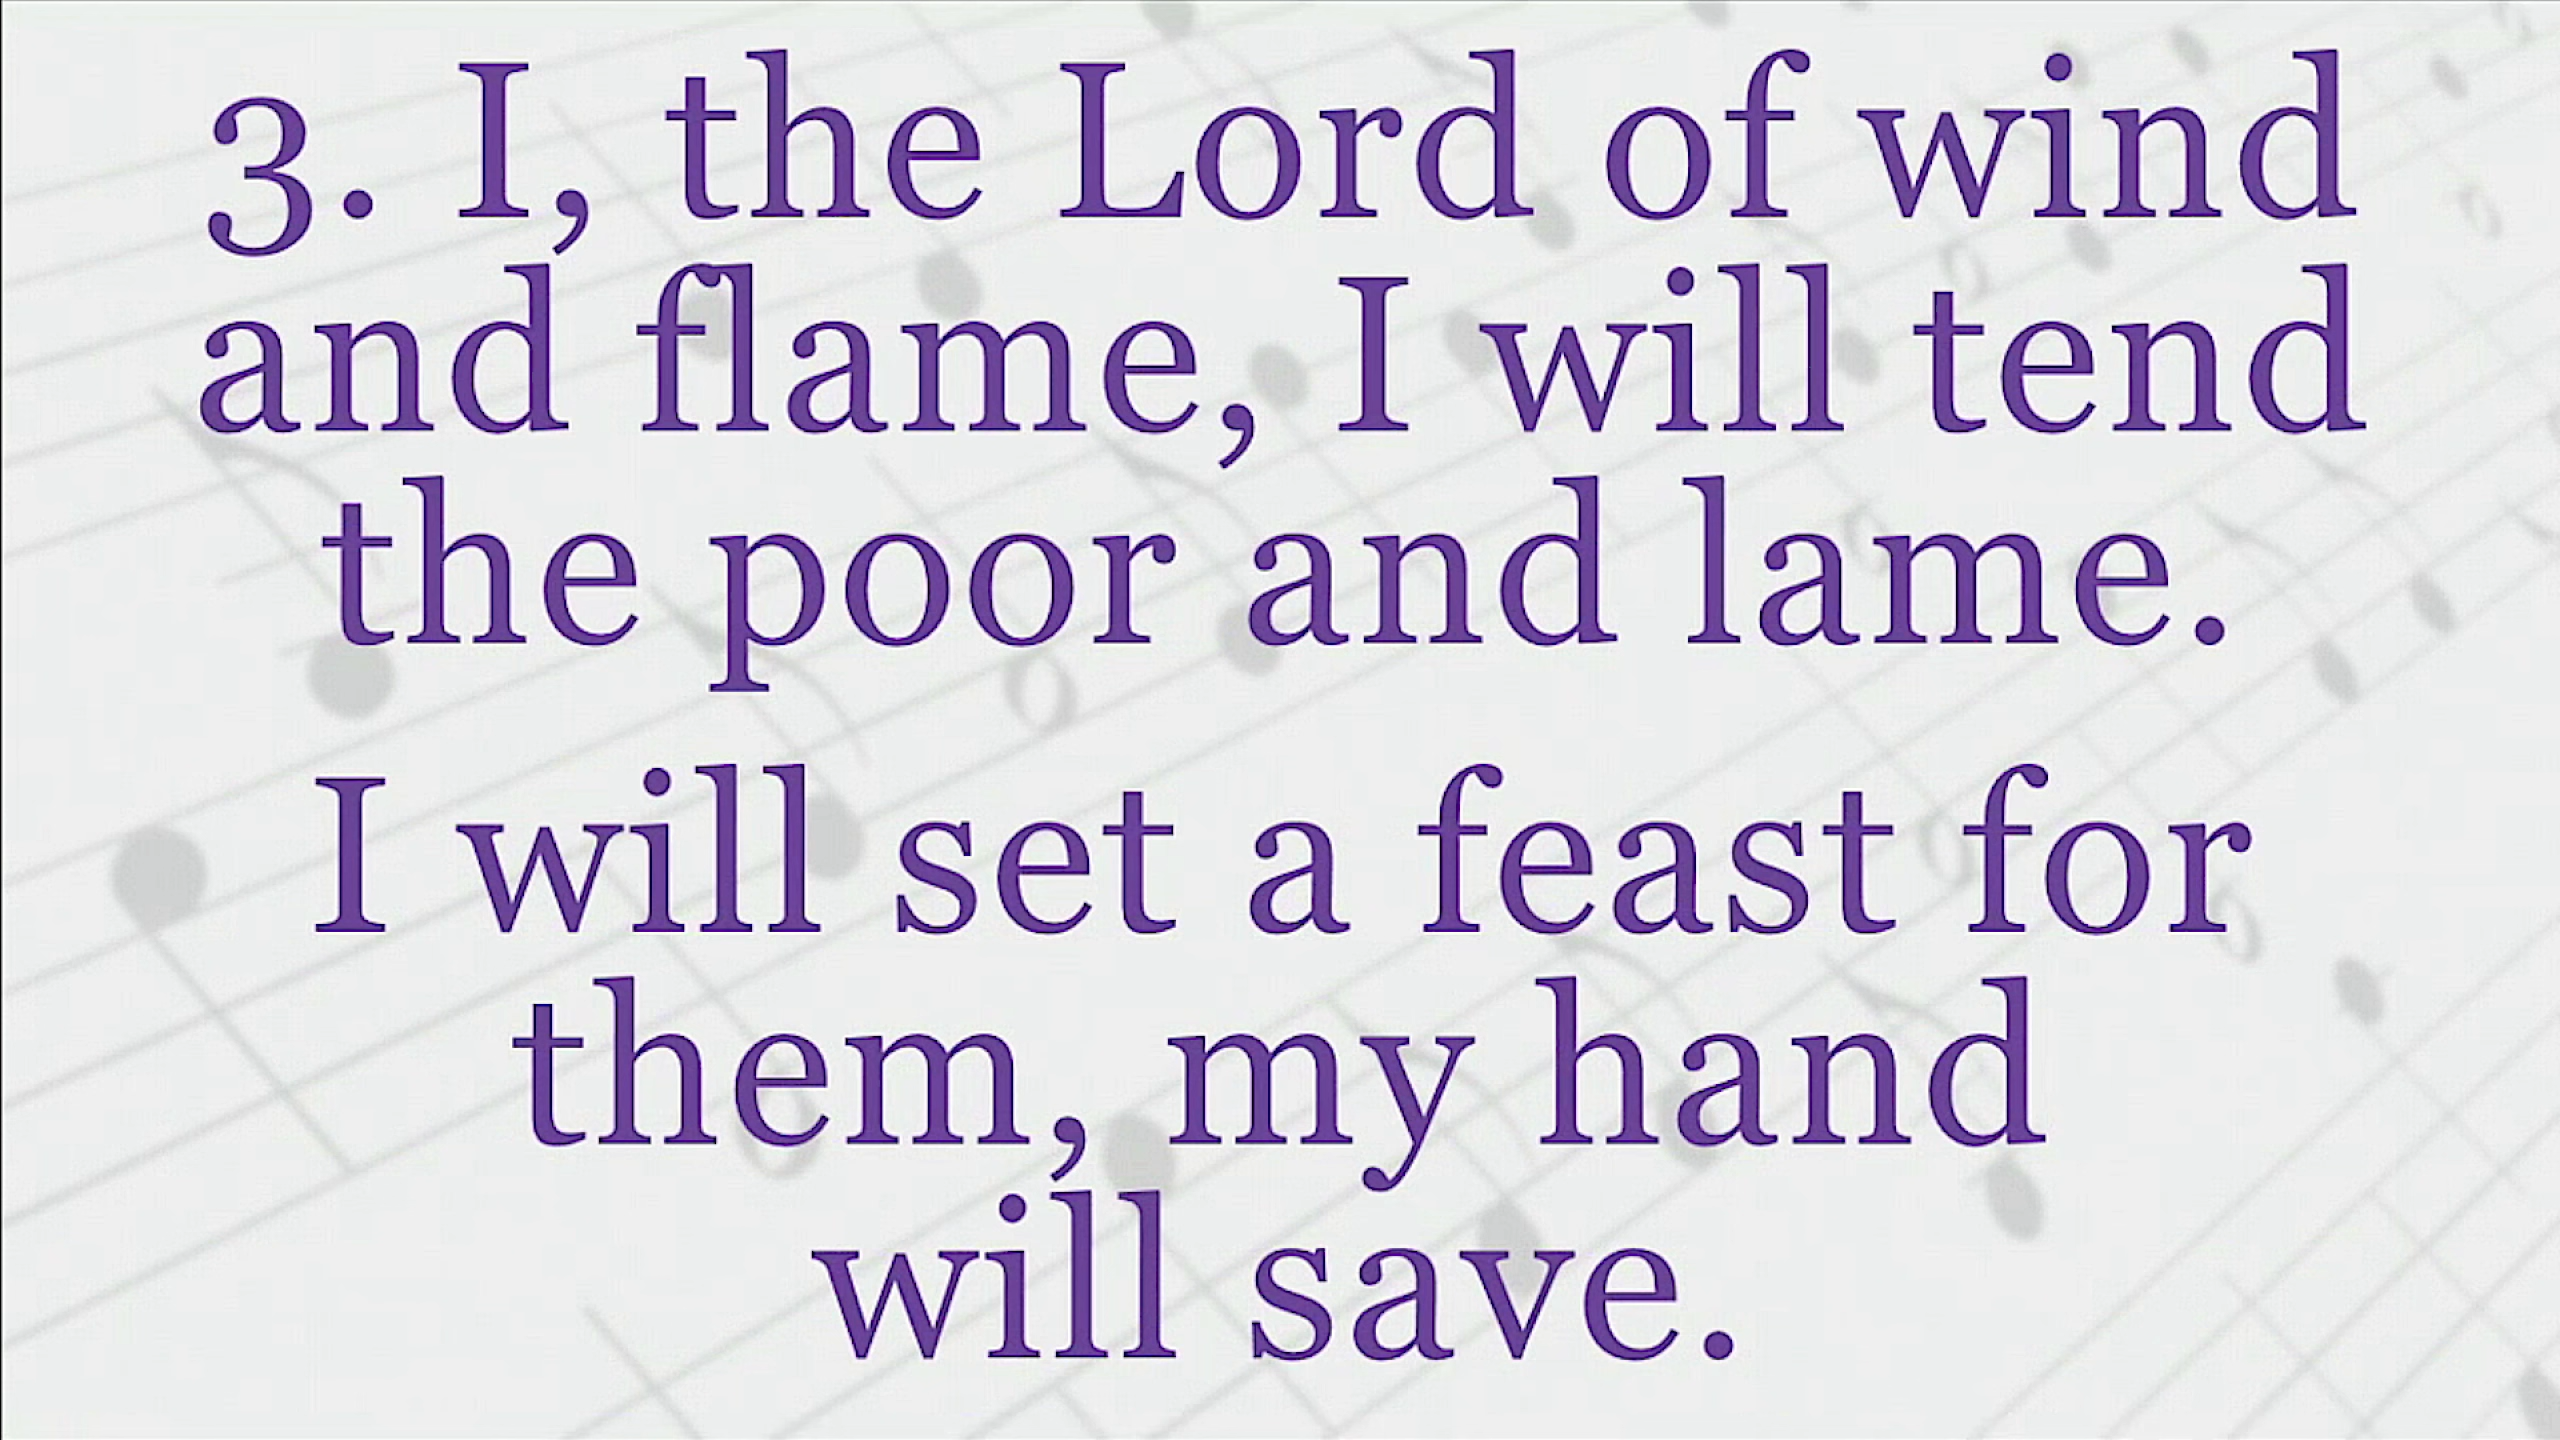 3. I, the Lord of wind
and flame, I will tend
the poor and lame.
I will set a feast for
them, my hand
will save.